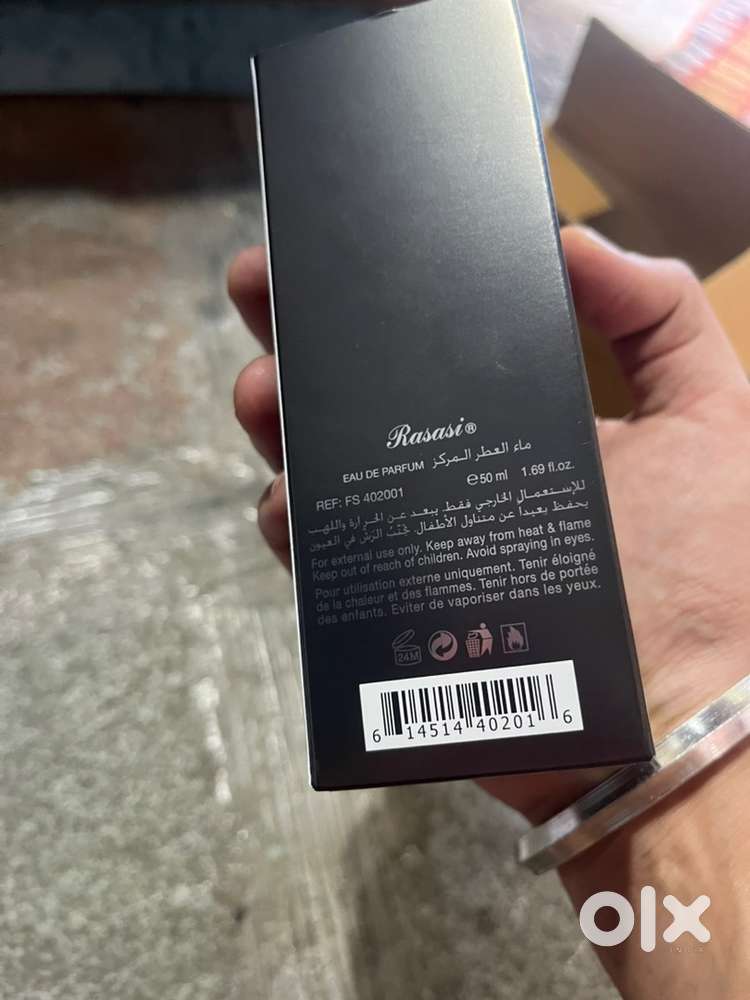 Rasasi®
EAU DE PARFUM ماء العطر المركز
REF: FS 402001 ℮50 ml 1.69 fl.oz.
للإستعمال الخارجي فقط. يبعد عن الحرارة واللهب
يحفظ بعيداً عن متناول الأطفال. تجنّب الرش في العيون
For external use only. Keep away from heat & flame
Keep out of reach of children. Avoid spraying in eyes.
Pour utilisation externe uniquement. Tenir éloigné
de la chaleur et des flammes. Tenir hors de portée
des enfants. Eviter de vaporiser dans les yeux.
24M
6 14514 40201 6
olx
INDIA